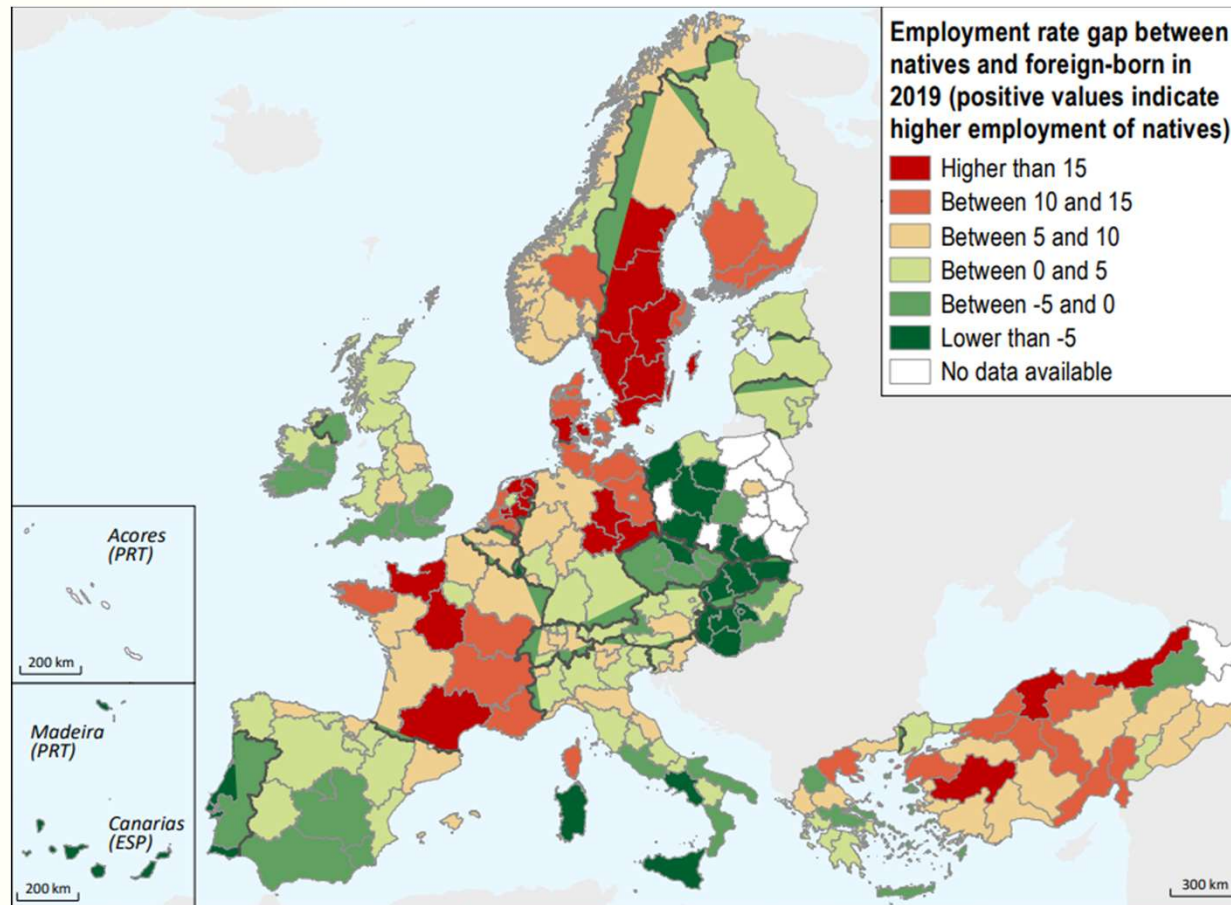 Employment rate gap between
natives and foreign-born in
2019 (positive values indicate
higher employment of natives)
Higher than 15
Between 10 and 15
Between 5 and 10
Between 0 and 5
Between -5 and 0
Lower than -5
No data available
Acores
(PRT)
200 km
Madeira
(PRT)
Canarias
(ESP)
200 km
300 km